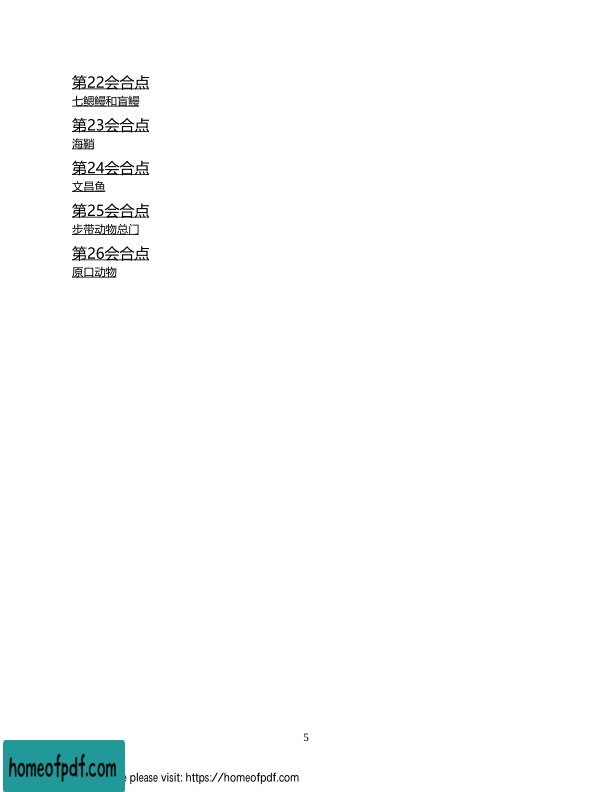 第22会合点
七鳃鳗和盲鳗
第23会合点
海鞘
第24会合点
文昌鱼
第25会合点
步带动物总门
第26会合点
原口动物
5
homeofpdf.com
please visit: https://homeofpdf.com